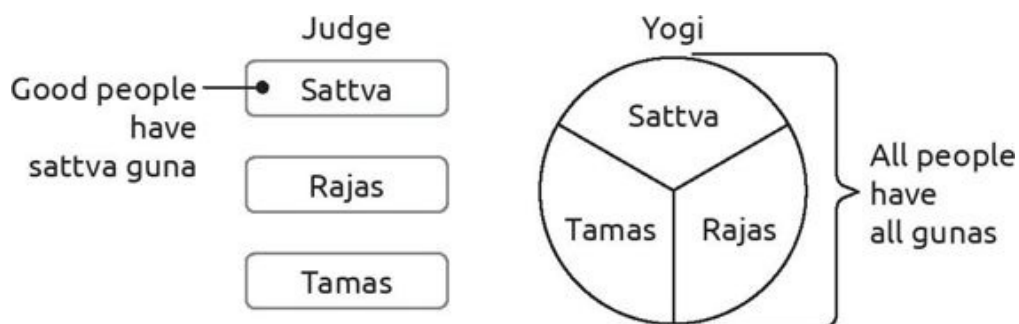 Judge
Good people
have
sattva guna
Sattva
Rajas
Tamas
Yogi
Sattva
Tamas
Rajas
All people
have
all gunas